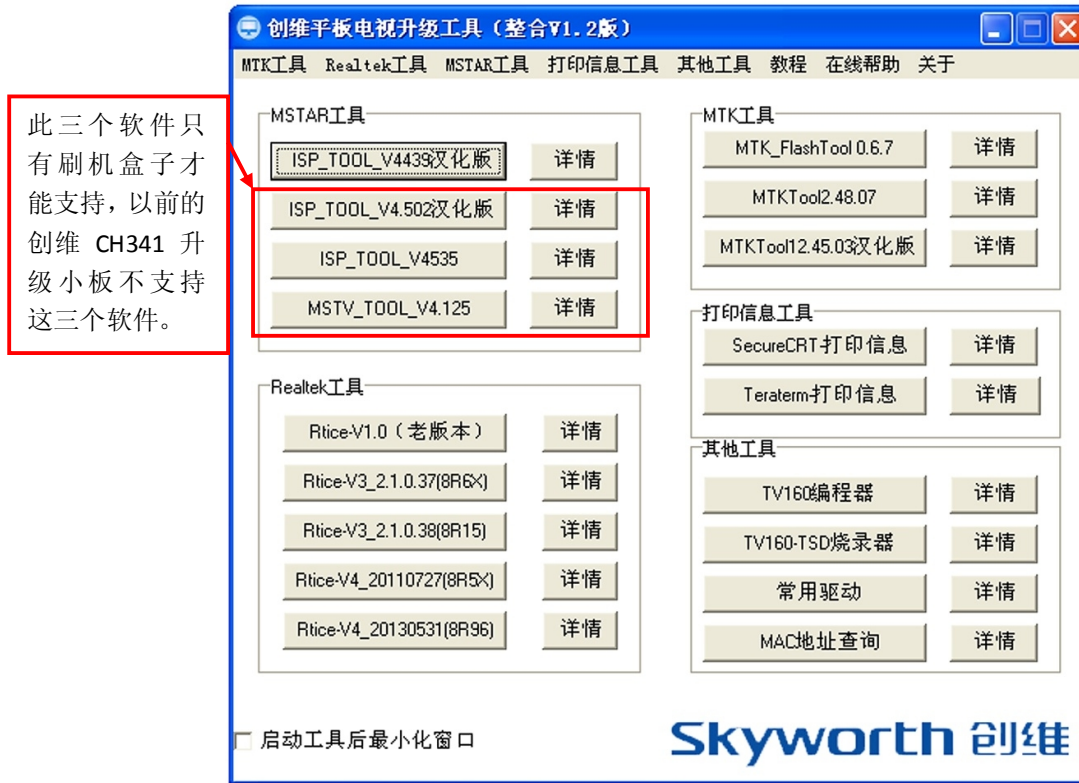 创维平板电视升级工具（整合V1.2版）
MTK工具 Realtek工具 MSTAR工具 打印信息工具 其他工具 教程 在线帮助 关于
此三个软件只
有刷机盒子才
能支持，以前的
创维 CH341 升
级小板不支持
这三个软件。
MSTAR工具
ISP_TOOL_V4439汉化版 详情
ISP_TOOL_V4.502汉化版 详情
ISP_TOOL_V4535 详情
MSTV_TOOL_V4.125 详情
Realtek工具
Rtice-V1.0（老版本） 详情
Rtice-V3_2.1.0.37(8R6X) 详情
Rtice-V3_2.1.0.38(8R15) 详情
Rtice-V4_20110727(8R5X) 详情
Rtice-V4_20130531(8R96) 详情
MTK工具
MTK_FlashTool 0.6.7 详情
MTKTool2.48.07 详情
MTKTool12.45.03汉化版 详情
打印信息工具
SecureCRT打印信息 详情
Teraterm打印信息 详情
其他工具
TV160编程器 详情
TV160-TSD烧录器 详情
常用驱动 详情
MAC地址查询 详情
启动工具后最小化窗口
Skyworth 创维